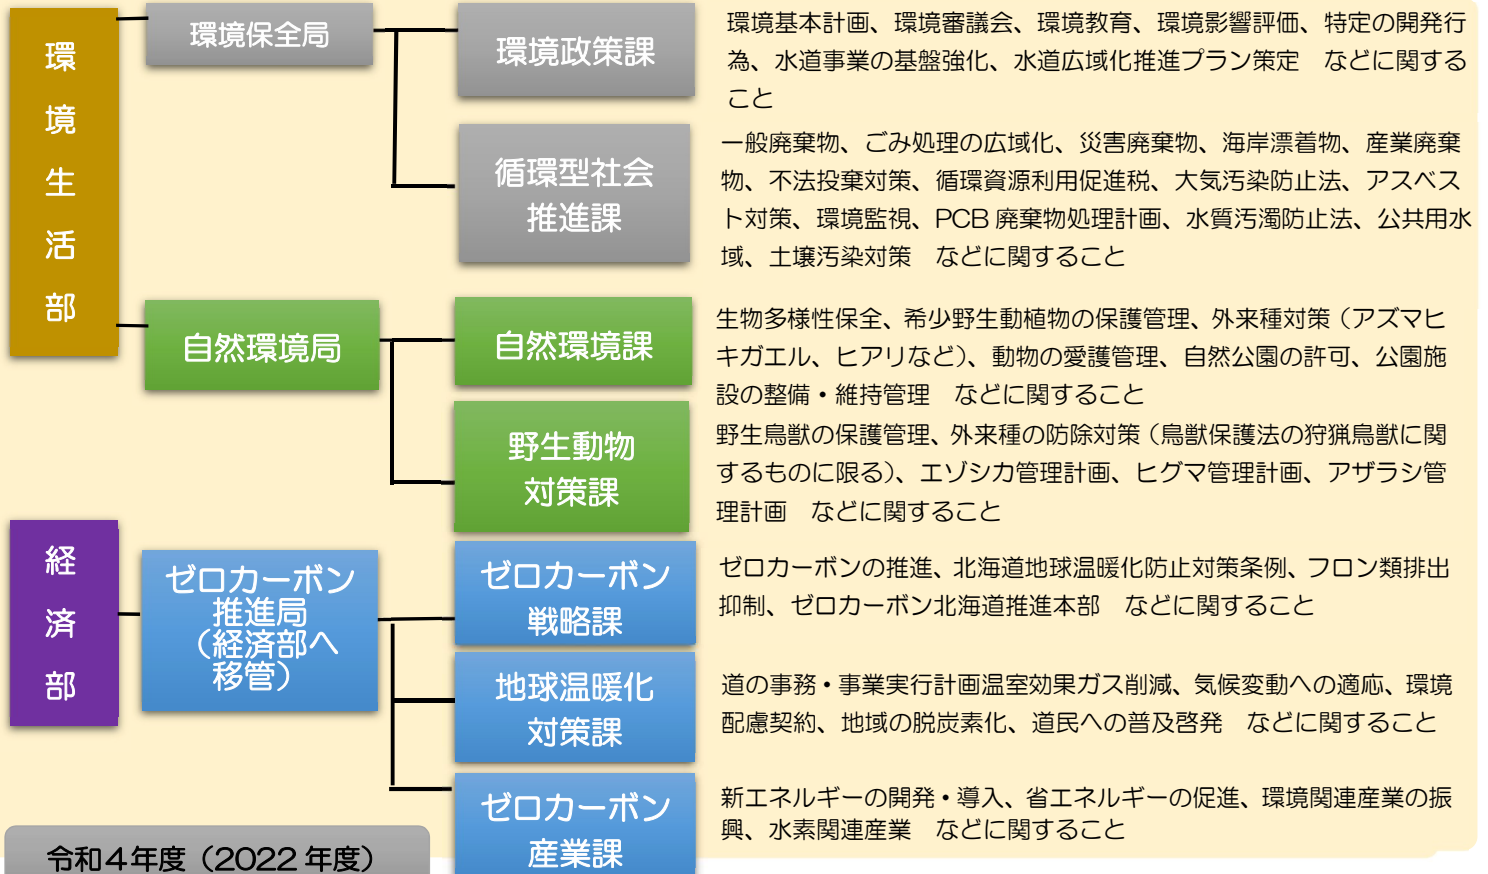 環境生活部
環境保全局
環境政策課
環境基本計画、環境審議会、環境教育、環境影響評価、特定の開発行
為、水道事業の基盤強化、水道広域化推進プラン策定　などに関する
こと
循環型社会
推進課
一般廃棄物、ごみ処理の広域化、災害廃棄物、海岸漂着物、産業廃棄
物、不法投棄対策、循環資源利用促進税、大気汚染防止法、アスベス
ト対策、環境監視、PCB 廃棄物処理計画、水質汚濁防止法、公共用水
域、土壌汚染対策　などに関すること
自然環境局
自然環境課
生物多様性保全、希少野生動植物の保護管理、外来種対策（アズマヒ
キガエル、ヒアリなど）、動物の愛護管理、自然公園の許可、公園施
設の整備・維持管理　などに関すること
野生動物
対策課
野生鳥獣の保護管理、外来種の防除対策（鳥獣保護法の狩猟鳥獣に関
するものに限る）、エゾシカ管理計画、ヒグマ管理計画、アザラシ管
理計画　などに関すること
経済部
ゼロカーボン
推進局
（経済部へ
移管）
ゼロカーボン
戦略課
ゼロカーボンの推進、北海道地球温暖化防止対策条例、フロン類排出
抑制、ゼロカーボン北海道推進本部　などに関すること
地球温暖化
対策課
道の事務・事業実行計画温室効果ガス削減、気候変動への適応、環境
配慮契約、地域の脱炭素化、道民への普及啓発　などに関すること
ゼロカーボン
産業課
新エネルギーの開発・導入、省エネルギーの促進、環境関連産業の振
興、水素関連産業　などに関すること
令和４年度（2022 年度）